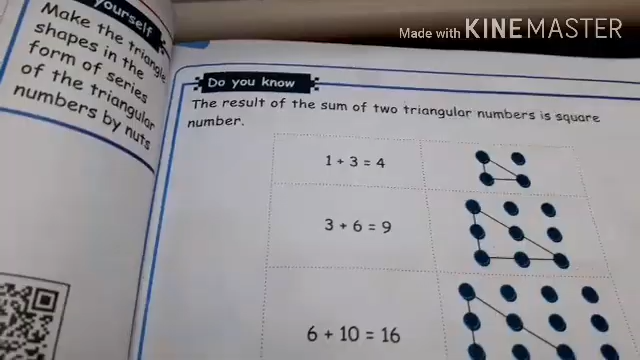 Made with KINEMASTER
yourself
Make the triangle
shapes in the
form of series
of the triangular
numbers by nuts
Do you know
The result of the sum of two triangular numbers is square
number.
1 + 3 = 4
3 + 6 = 9
6 + 10 = 16